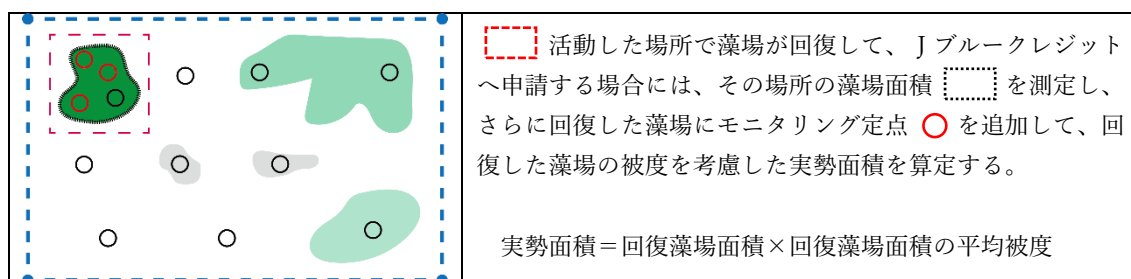 活動した場所で藻場が回復して、Jブルークレジット
へ申請する場合には、その場所の藻場面積 を測定し、
さらに回復した藻場にモニタリング定点 を追加して、回
復した藻場の被度を考慮した実勢面積を算定する。
実勢面積=回復藻場面積×回復藻場面積の平均被度